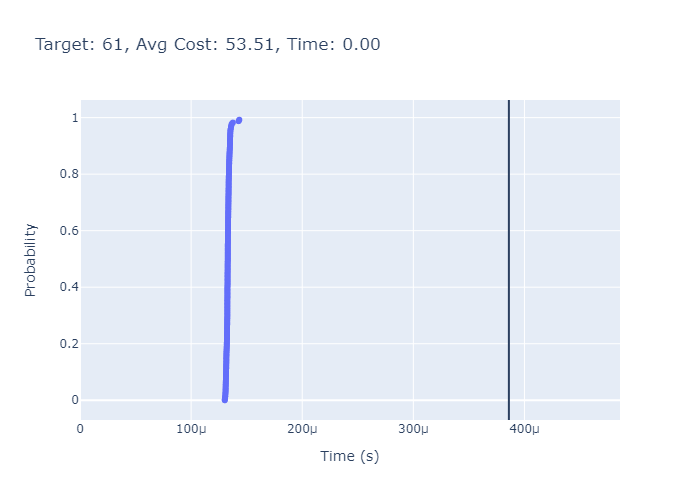 Target: 61, Avg Cost: 53.51, Time: 0.00
1
0.8
0.6
0.4
0.2
0
Probability
0 100μ 200μ 300μ 400μ
Time (s)